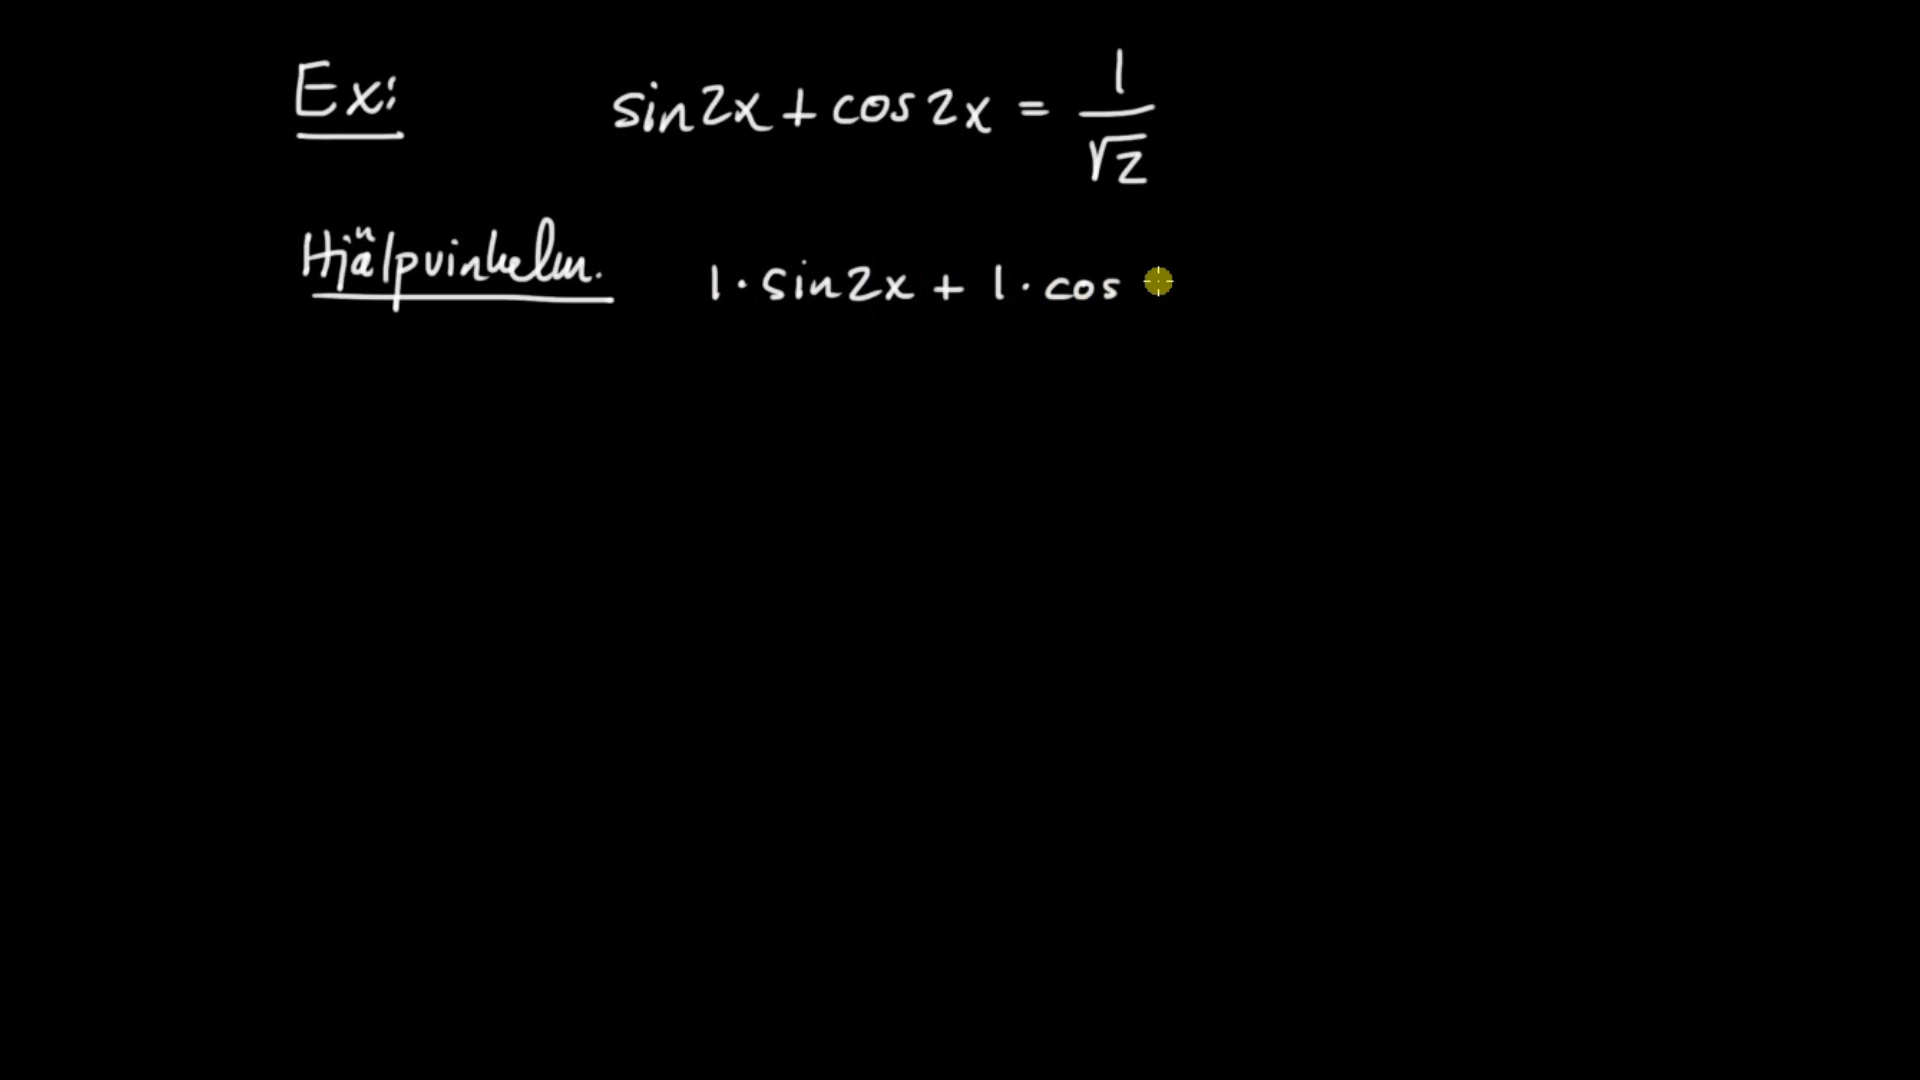 Ex: sin2x + cos2x = 1/√2
Hjälpvinkeln. 1·sin2x + 1·cos